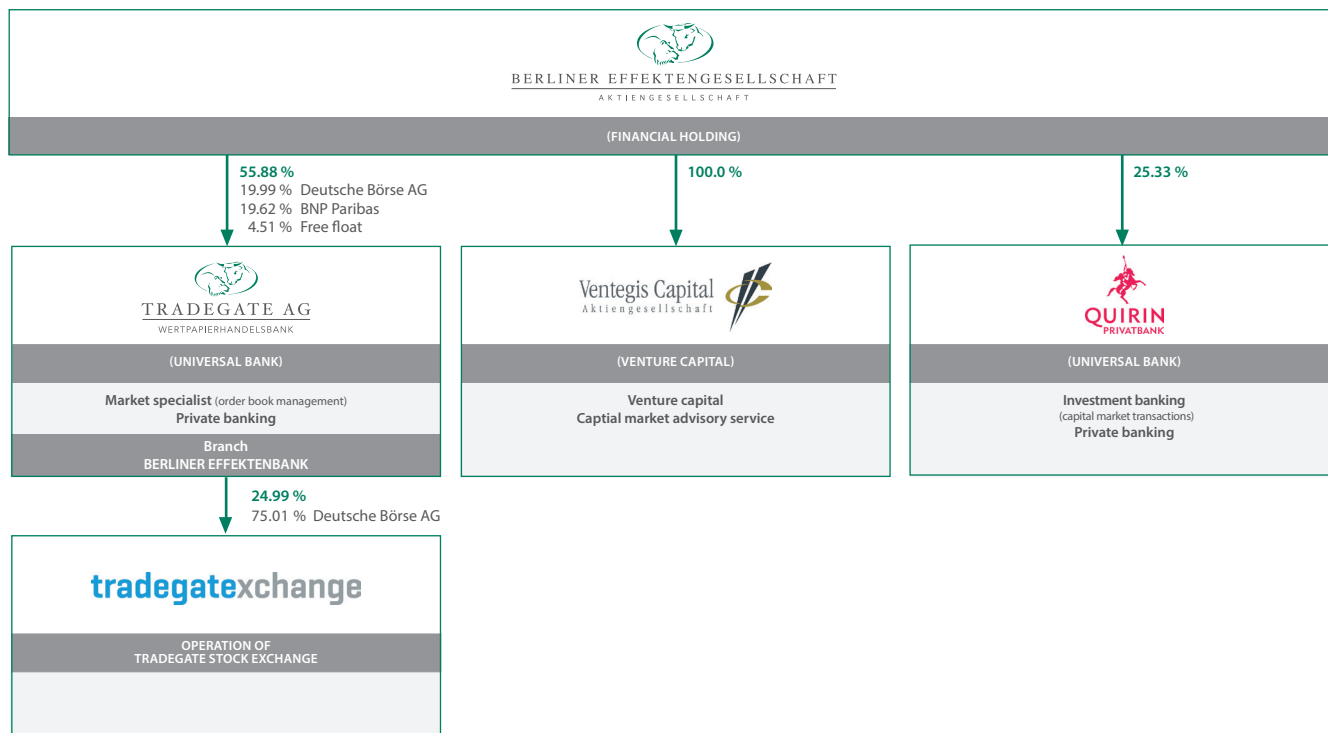 BERLINER EFFEKTENGESELLSCHAFT
AKTIENGESELLSCHAFT
(FINANCIAL HOLDING)
55.88 %
19.99 % Deutsche Börse AG
19.62 % BNP Paribas
4.51 % Free float
100.0 %
25.33 %
TRADEGATE AG
WERTPAPIERHANDELSBANK
(UNIVERSAL BANK)
Market specialist (order book management)
Private banking
Branch
BERLINER EFFEKTENBANK
Ventegis Capital
Aktiengesellschaft
(VENTURE CAPITAL)
Venture capital
Captial market advisory service
QUIRIN
PRIVATBANK
(UNIVERSAL BANK)
Investment banking
(capital market transactions)
Private banking
24.99 %
75.01 % Deutsche Börse AG
tradegatexchange
OPERATION OF
TRADEGATE STOCK EXCHANGE